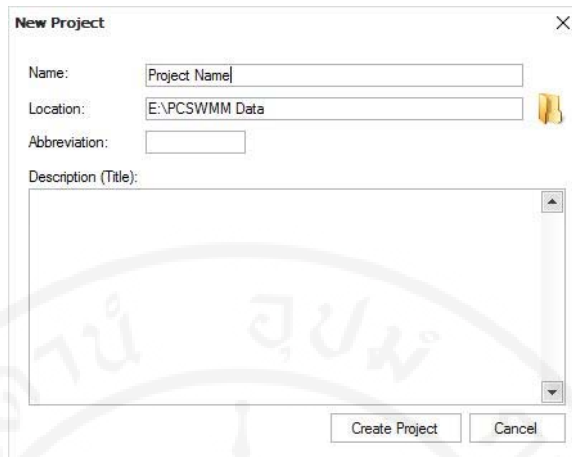 New Project
Name: Project Name
Location: E:\PCSWMM Data
Abbreviation:
Description (Title):
Create Project Cancel